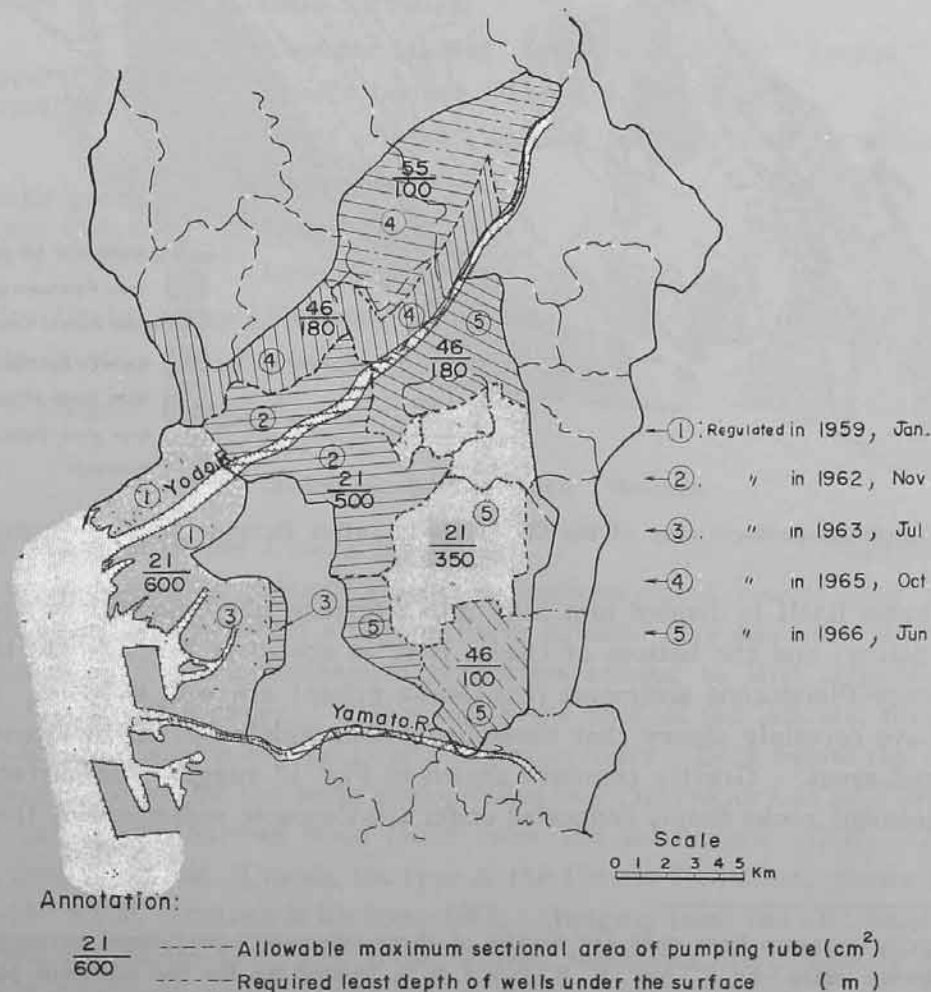 55
100
④
46
180
④
④
⑤
46
180
②
②
21
500
Yodo.R.
①
①
21
600
⑤
21
350
③
③
⑤
46
100
⑤
Yamato.R.
← ① : Regulated in 1959, Jan.
← ② . " in 1962, Nov
← ③ . " in 1963, Jul
← ④ " in 1965, Oct
← ⑤ " in 1966, Jun
Scale
0 1 2 3 4 5 Km
Annotation:
21 ----- Allowable maximum sectional area of pumping tube (cm²)
600 ----- Required least depth of wells under the surface (m)